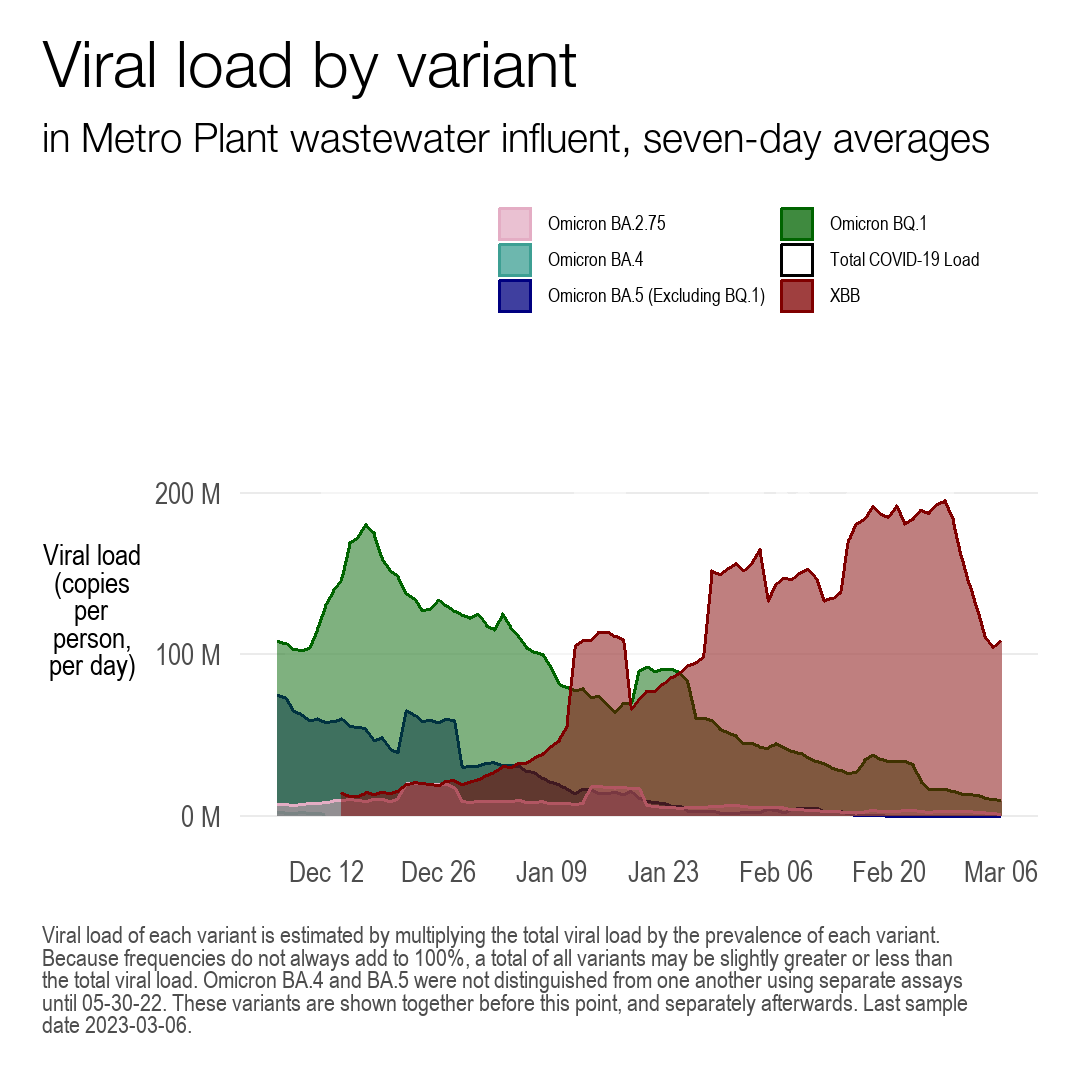 Viral load by variant
in Metro Plant wastewater influent, seven-day averages
Omicron BA.2.75
Omicron BQ.1
Omicron BA.4
Total COVID-19 Load
Omicron BA.5 (Excluding BQ.1)
XBB
200 M
Viral load
(copies
per
person,
per day)
100 M
0 M
Dec 12 Dec 26 Jan 09 Jan 23 Feb 06 Feb 20 Mar 06
Viral load of each variant is estimated by multiplying the total viral load by the prevalence of each variant.
Because frequencies do not always add to 100%, a total of all variants may be slightly greater or less than
the total viral load. Omicron BA.4 and BA.5 were not distinguished from one another using separate assays
until 05-30-22. These variants are shown together before this point, and separately afterwards. Last sample
date 2023-03-06.